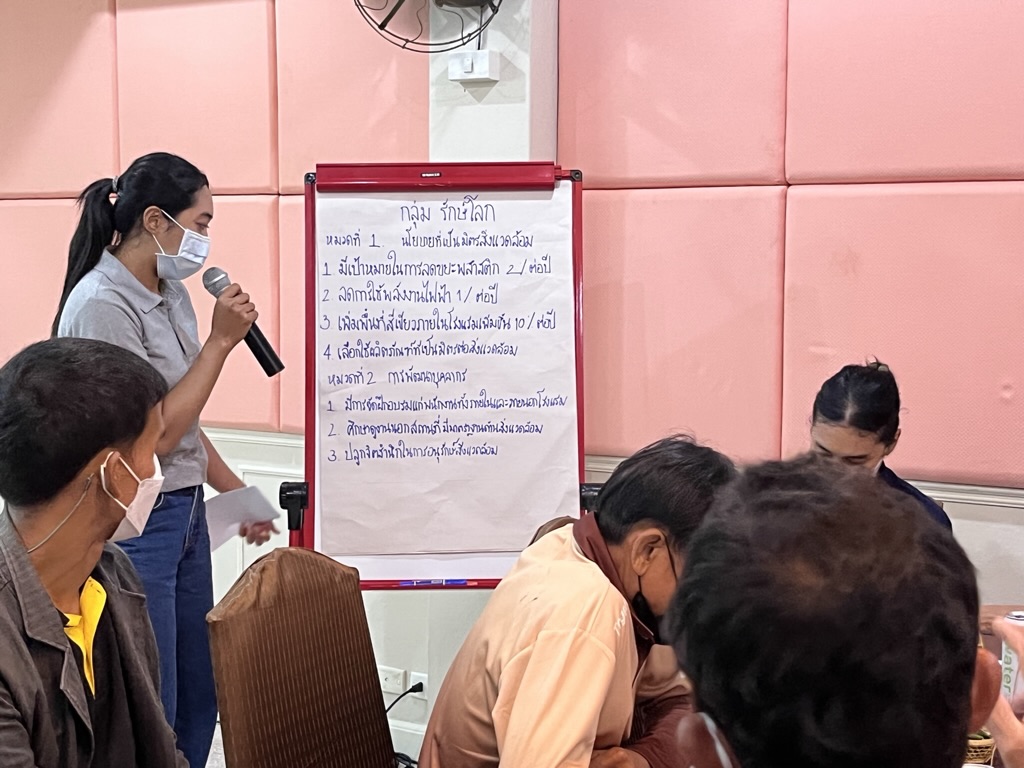 กลุ่ม รักษ์โลก
หมวดที่ 1 นโยบายที่เป็นมิตรสิ่งแวดล้อม
1. มีเป้าหมายในการลดขยะพลาสติก 2% ต่อปี
2. ลดการใช้พลังงานไฟฟ้า 1% ต่อปี
3. เพิ่มพื้นที่สีเขียวภายในโรงแรมเพิ่มขึ้น 10% ต่อปี
4. เลือกใช้ผลิตภัณฑ์ที่เป็นมิตรต่อสิ่งแวดล้อม
หมวดที่ 2 การพัฒนาบุคลากร
1. มีการจัดฝึกอบรมแก่พนักงานทั้งภายในและภายนอกโรงแรม
2. ศึกษาดูงานนอกสถานที่ ที่มีมาตรฐานด้านสิ่งแวดล้อม
3. ปลูกจิตสำนึกในการอนุรักษ์สิ่งแวดล้อม
water